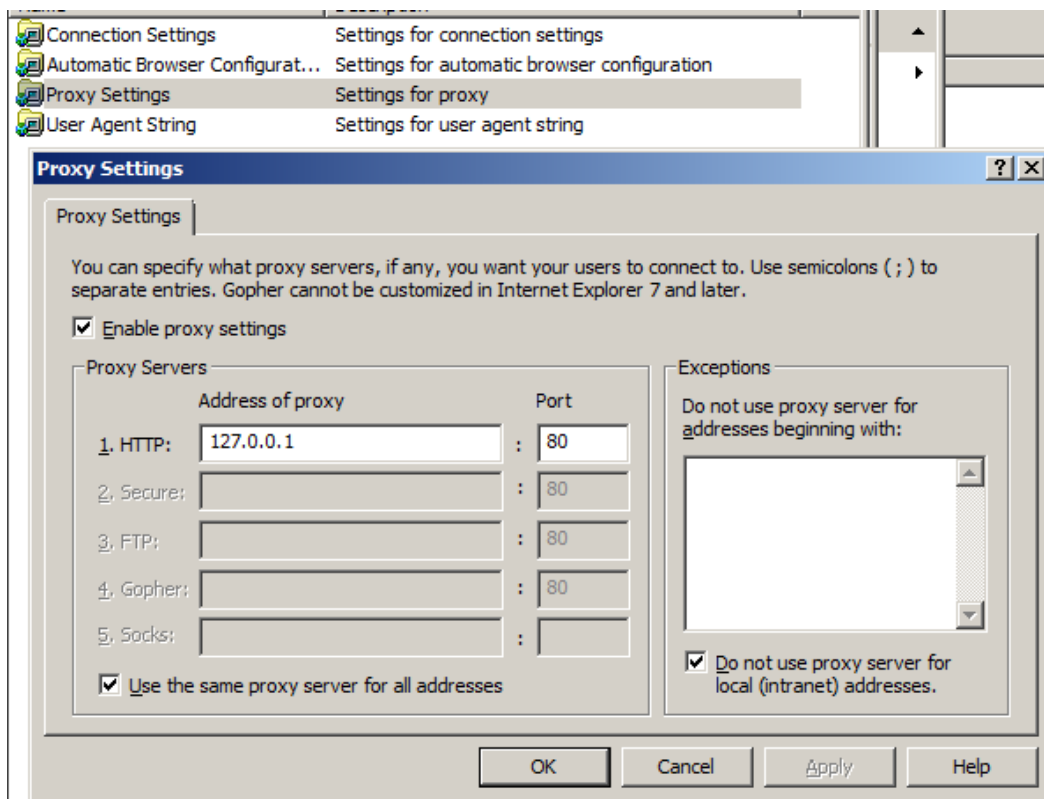 Connection Settings Settings for connection settings
Automatic Browser Configurat... Settings for automatic browser configuration
Proxy Settings Settings for proxy
User Agent String Settings for user agent string
Proxy Settings
Proxy Settings
You can specify what proxy servers, if any, you want your users to connect to. Use semicolons ( ; ) to
separate entries. Gopher cannot be customized in Internet Explorer 7 and later.
Enable proxy settings
Proxy Servers
Address of proxy Port
1. HTTP: 127.0.0.1 : 80
2. Secure: : 80
3. FTP: : 80
4. Gopher: : 80
5. Socks: :
Use the same proxy server for all addresses
Exceptions
Do not use proxy server for
addresses beginning with:
Do not use proxy server for
local (intranet) addresses.
OK Cancel Apply Help